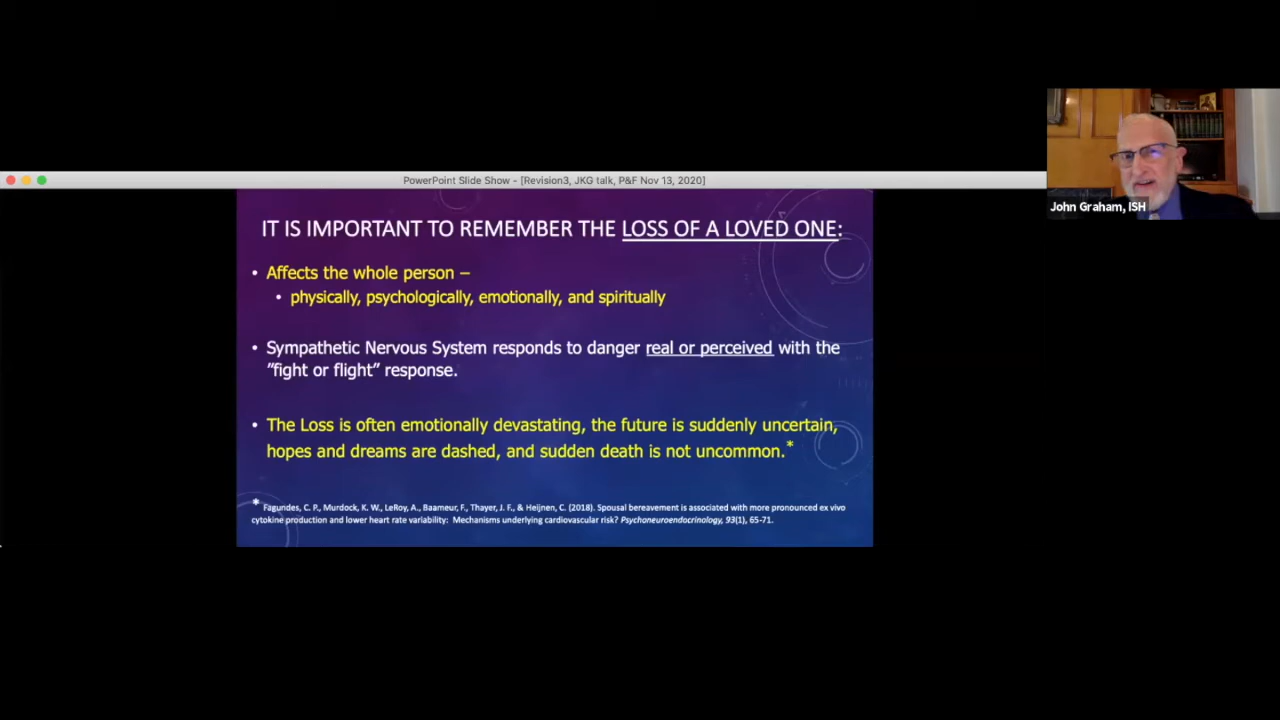 PowerPoint Slide Show - [Revision3, JKG talk, P&F Nov 13, 2020]
John Graham, ISH
IT IS IMPORTANT TO REMEMBER THE LOSS OF A LOVED ONE:
• Affects the whole person –
• physically, psychologically, emotionally, and spiritually
• Sympathetic Nervous System responds to danger real or perceived with the
”fight or flight” response.
• The Loss is often emotionally devastating, the future is suddenly uncertain,
hopes and dreams are dashed, and sudden death is not uncommon.*
* Fagundes, C. P., Murdock, K. W., LeRoy, A., Baameur, F., Thayer, J. F., & Heijnen, C. (2018). Spousal bereavement is associated with more pronounced ex vivo
cytokine production and lower heart rate variability: Mechanisms underlying cardiovascular risk? Psychoneuroendocrinology, 93(1), 65-71.